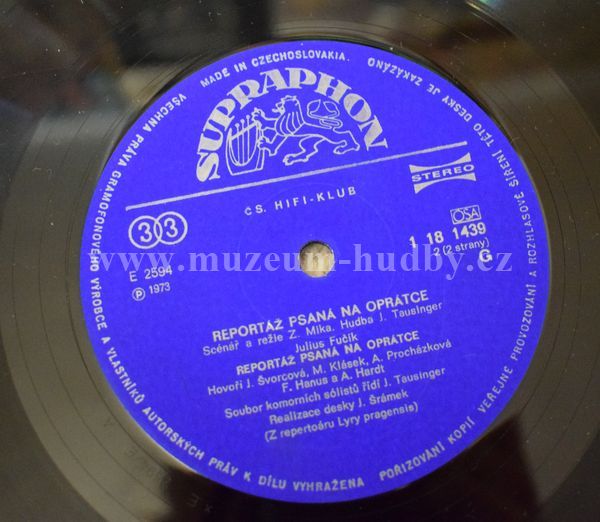 VŠECHNA PRÁVA GRAMOFONOVÉHO VÝROBCE A VLASTNÍKŮ AUTORSKÝCH PRÁV K DÍLU VYHRAŽENA. POŘIZOVÁNÍ KOPIÍ VEŘEJNÉ PROVOZOVÁNÍ A ROZHLASOVÉ ŠÍŘENÍ TÉTO DESKY JE ZAKÁZÁNO
MADE IN CZECHOSLOVAKIA.
SUPRAPHON
ČS. HIFI-KLUB
STEREO
33
OSA
E 2594
1 18 1439
2 (2 strany)
G
℗ 1973
www.muzeum-hudby.cz
REPORTÁŽ PSANÁ NA OPRÁTCE
Scénář a režie Z. Mika. Hudba J. Tausinger
Julius Fučík
REPORTÁŽ PSANÁ NA OPRÁTCE
Hovoří J. Švorcová, M. Klásek, A. Procházková
F. Hanus a A. Hardt
Soubor komorních sólistů řídí J. Tausinger
Realizace desky J. Šrámek
(Z repertoáru Lyry pragensis)